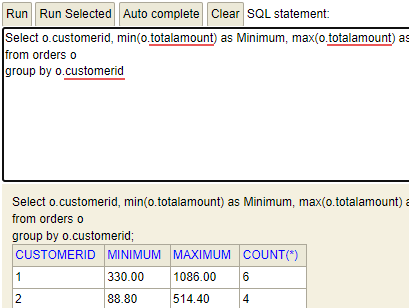 Run Run Selected Auto complete Clear SQL statement:
Select o.customerid, min(o.totalamount) as Minimum, max(o.totalamount) as
from orders o
group by o.customerid
Select o.customerid, min(o.totalamount) as Minimum, max(o.totalamount)
from orders o
group by o.customerid;
CUSTOMERID MINIMUM MAXIMUM COUNT(*)
1 330.00 1086.00 6
2 88.80 514.40 4